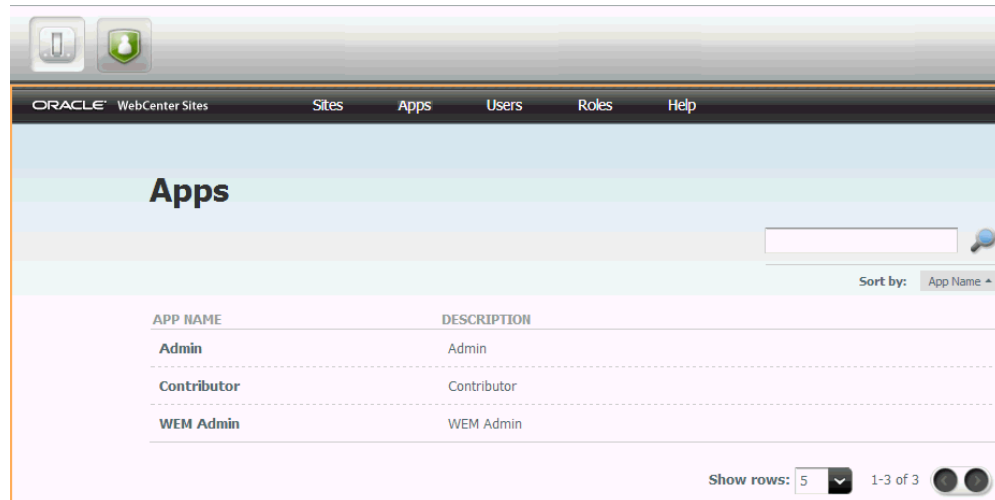 ORACLE WebCenter Sites Sites Apps Users Roles Help
Apps
Sort by: App Name
APP NAME DESCRIPTION
Admin Admin
Contributor Contributor
WEM Admin WEM Admin
Show rows: 5 1-3 of 3